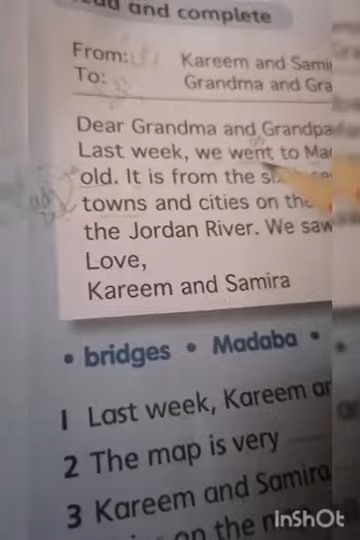 and complete
From: Kareem and Sami
To: Grandma and Gra
Dear Grandma and Grandpa
Last week, we went to Ma
old. It is from the
towns and cities on the
the Jordan River. We saw
Love,
Kareem and Samira
• bridges • Madaba •
1 Last week, Kareem
2 The map is very
3 Kareem and Samira
on the
InShOt